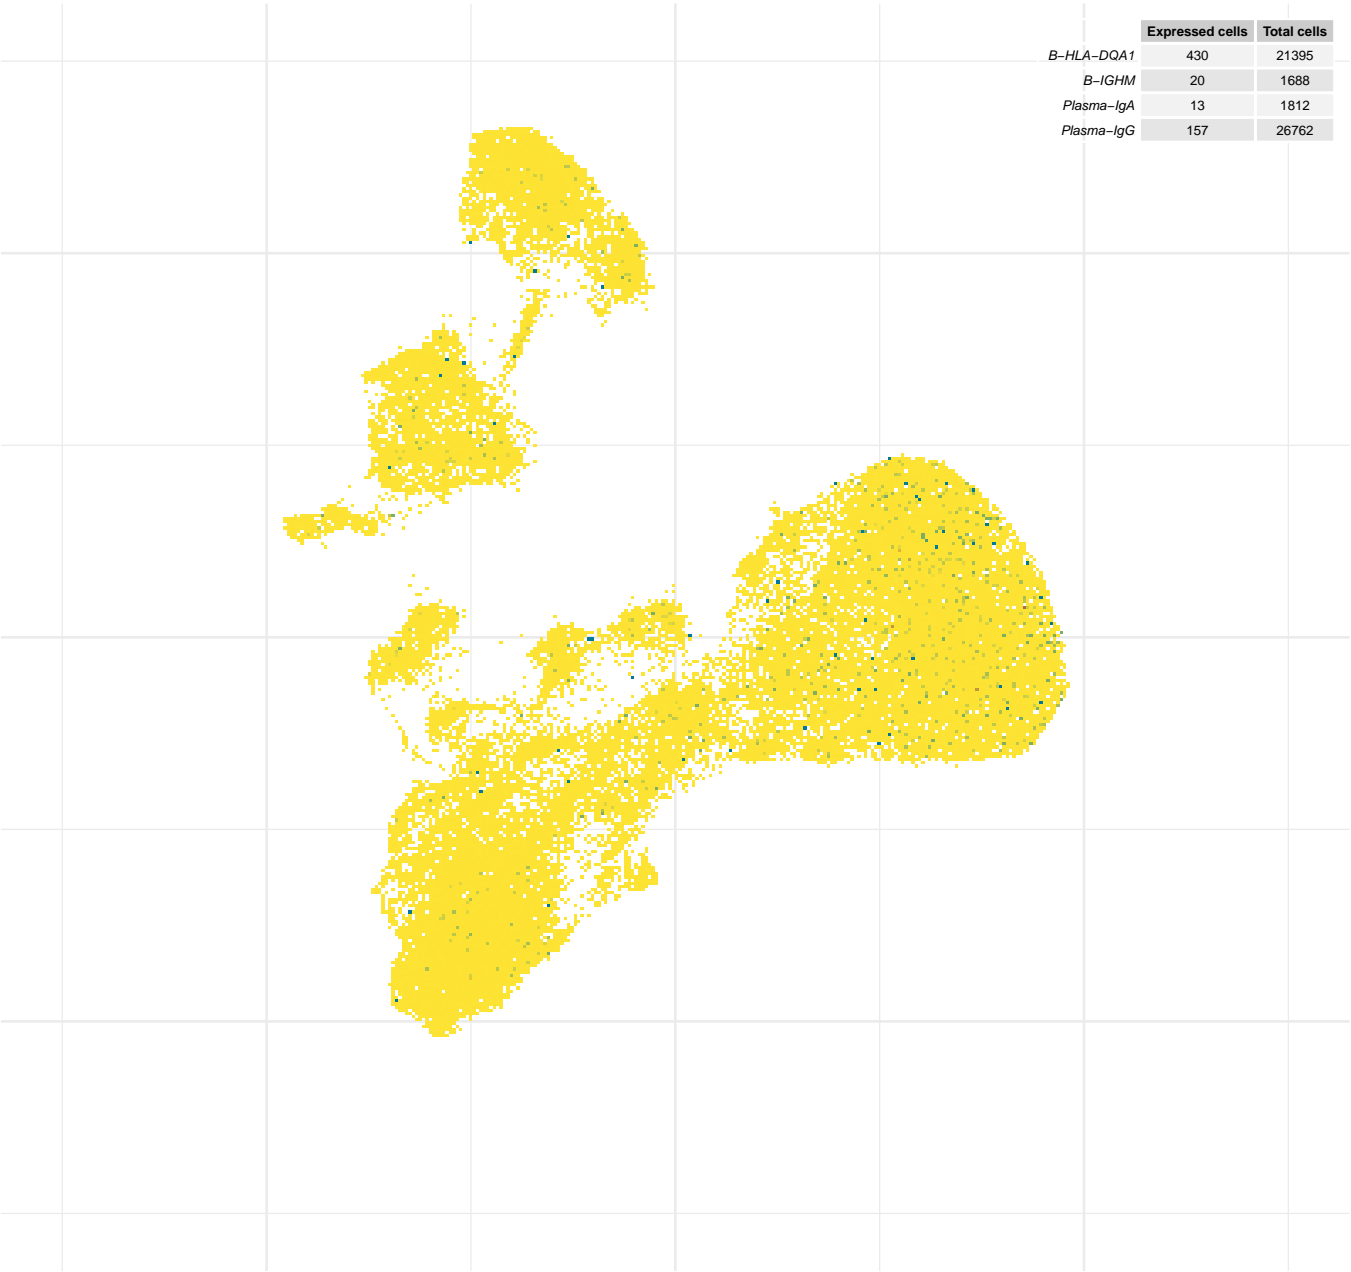 Expressed cells Total cells
B−HLA−DQA1 430 21395
B−IGHM 20 1688
Plasma−IgA 13 1812
Plasma−IgG 157 26762